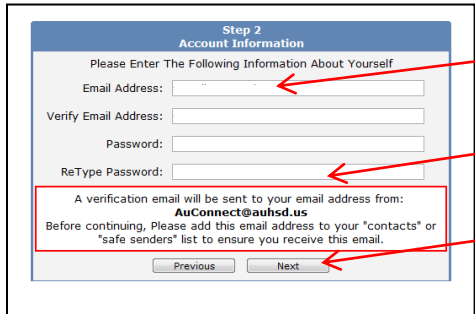 Step 2
Account Information
Please Enter The Following Information About Yourself
Email Address:
Verify Email Address:
Password:
ReType Password:
A verification email will be sent to your email address from:
AuConnect@auhsd.us
Before continuing, Please add this email address to your "contacts" or
"safe senders" list to ensure you receive this email.
Previous Next